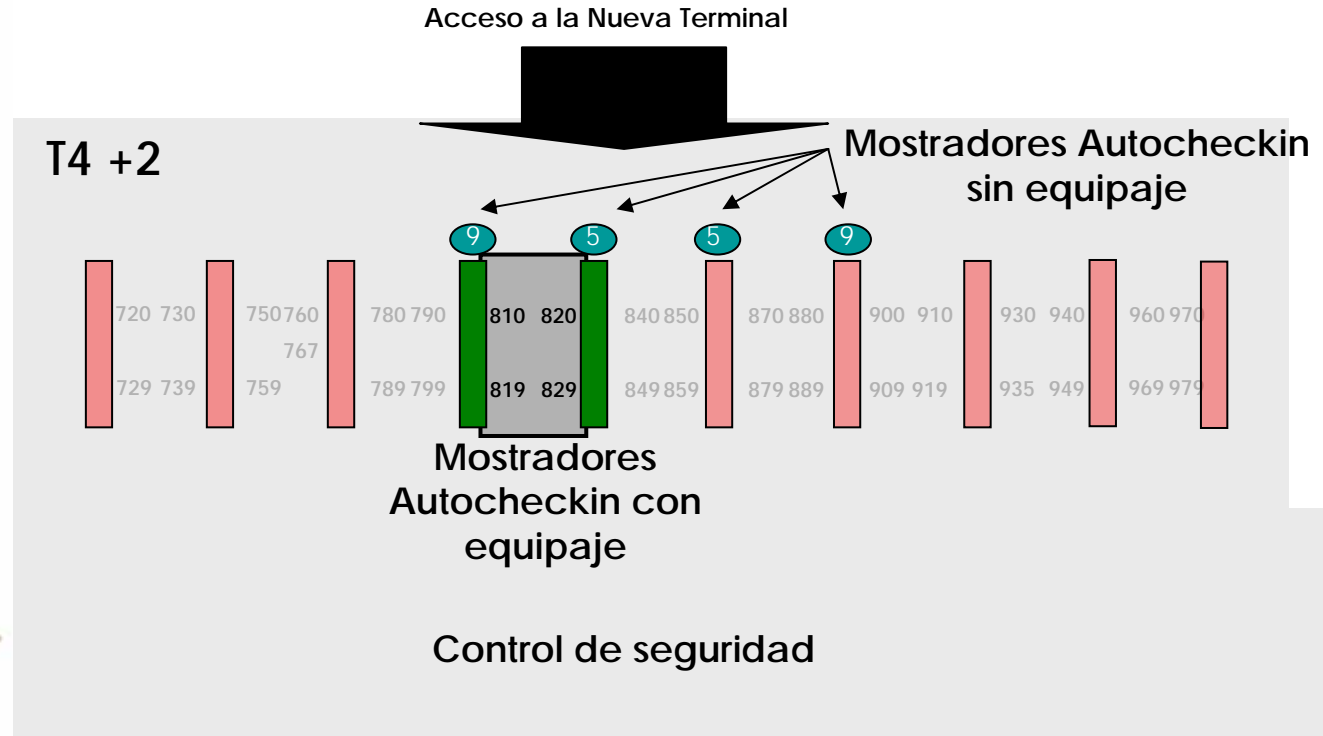 Acceso a la Nueva Terminal
T4 +2
Mostradores Autocheckin
sin equipaje
9 5 5 9
720 730 750 760 780 790 810 820 840 850 870 880 900 910 930 940 960 970
767
729 739 759 789 799 819 829 849 859 879 889 909 919 935 949 969 979
Mostradores
Autocheckin con
equipaje
Control de seguridad